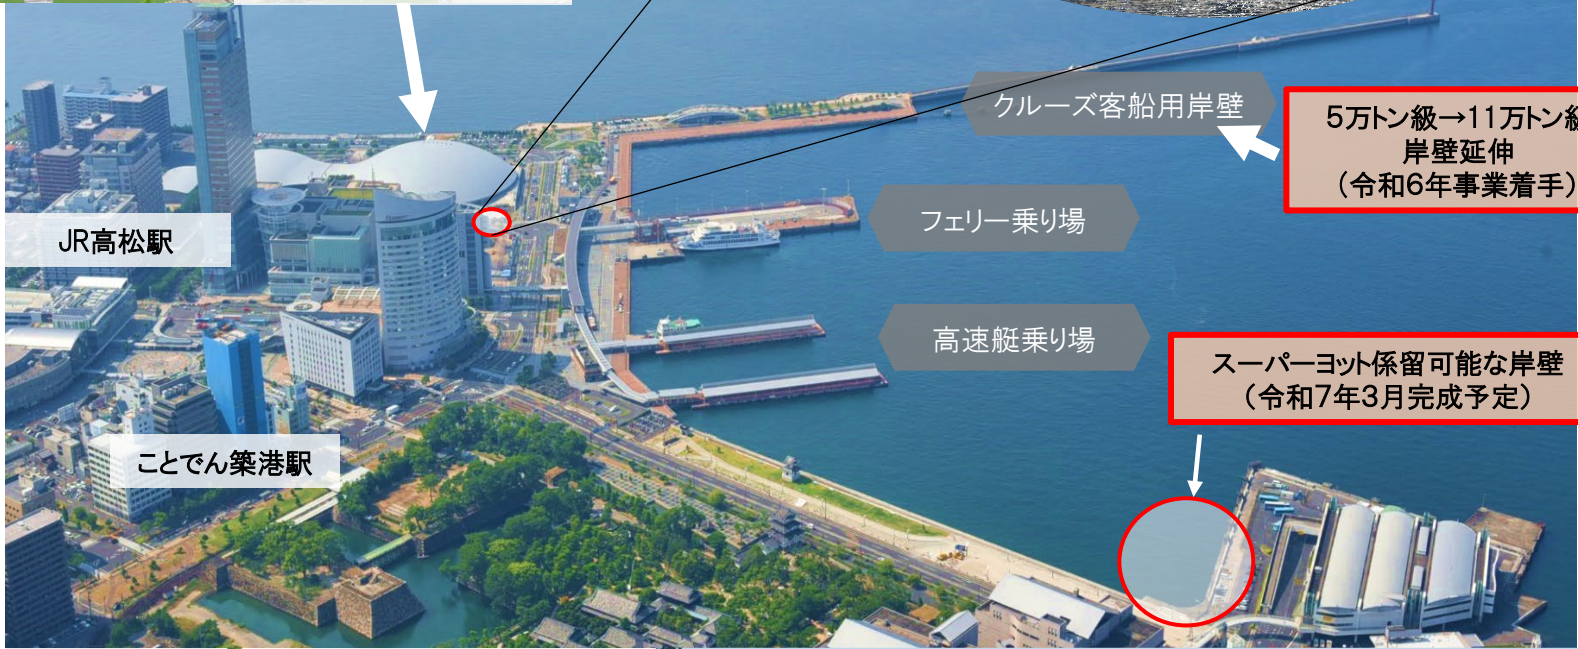 クルーズ客船用岸壁
5万トン級→11万トン級
岸壁延伸
（令和6年事業着手）
フェリー乗り場
JR高松駅
高速艇乗り場
スーパーヨット係留可能な岸壁
（令和7年3月完成予定）
ことでん築港駅